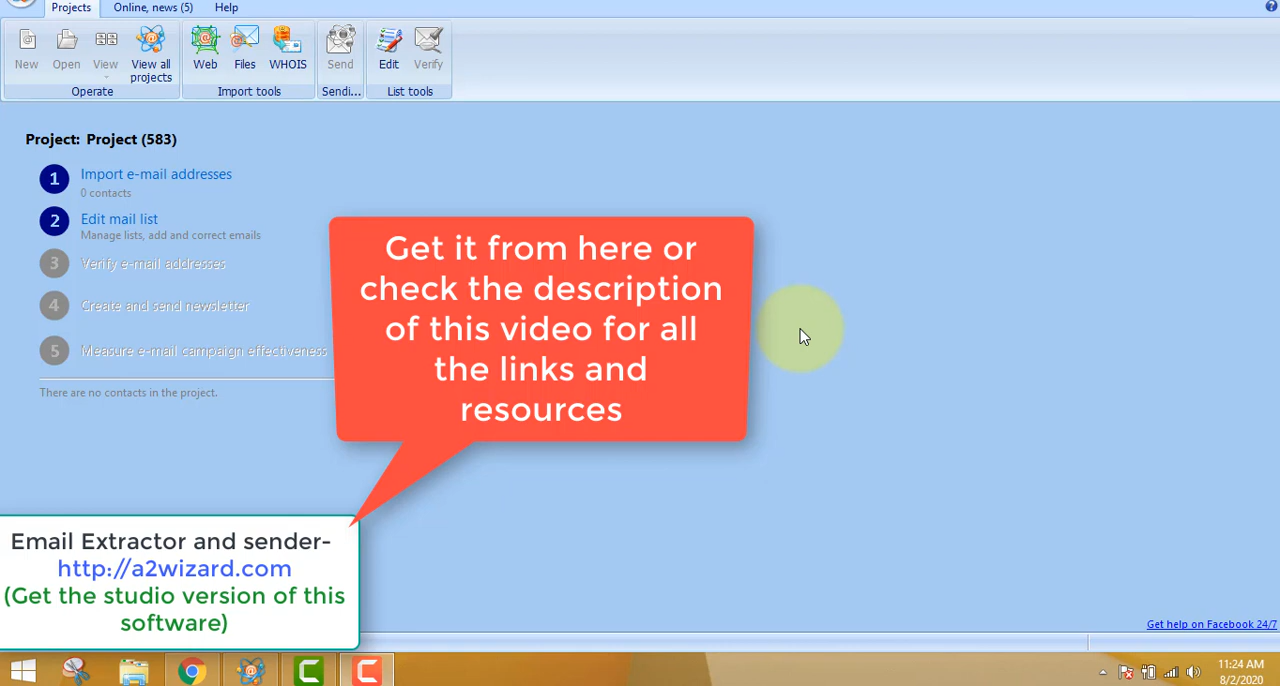 Projects
Online, news (5)
Help
New
Open
View
View all projects
Web
Files
WHOIS
Send
Edit
Verify
Operate
Import tools
Sendi...
List tools
Project: Project (583)
1 Import e-mail addresses
0 contacts
2 Edit mail list
Manage lists, add and correct emails
3 Verify e-mail addresses
4 Create and send newsletter
5 Measure e-mail campaign effectiveness
There are no contacts in the project.
Get it from here or
check the description
of this video for all
the links and
resources
Email Extractor and sender-
http://a2wizard.com
(Get the studio version of this
software)
Get help on Facebook 24/7
11:24 AM
8/2/2020